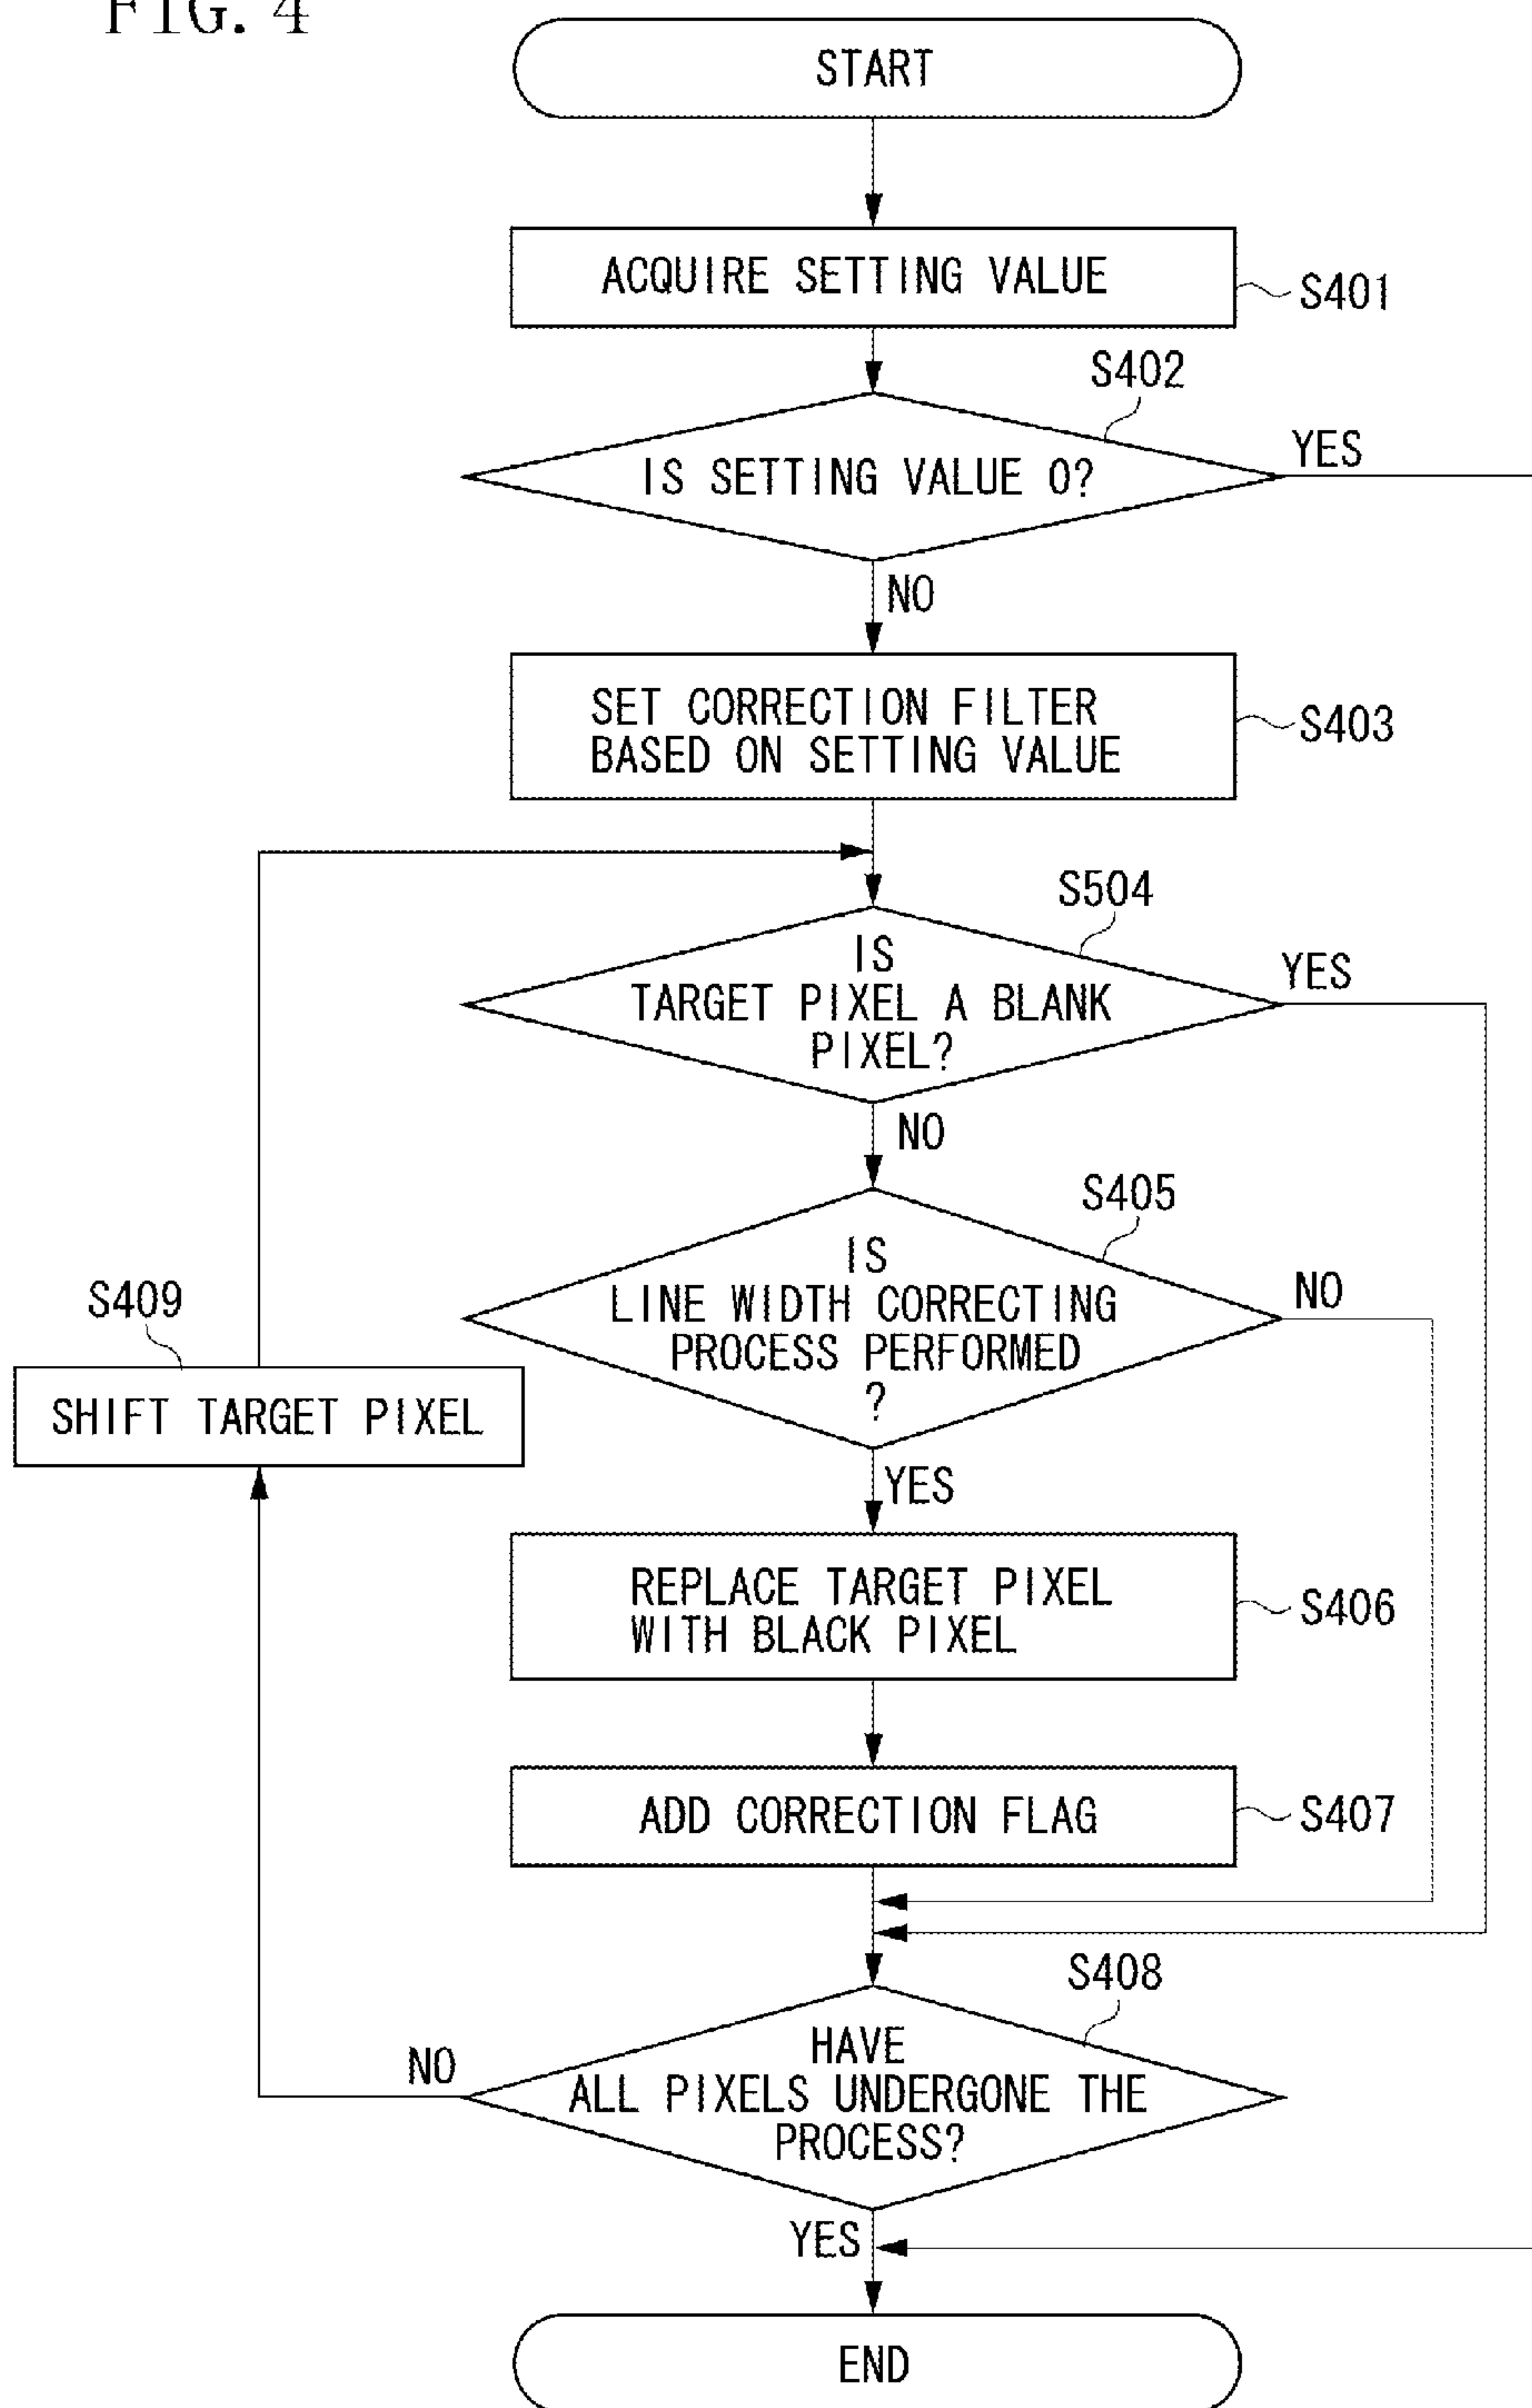 FIG. 4
START
ACQUIRE SETTING VALUE
S401
S402
IS SETTING VALUE 0?
YES
NO
SET CORRECTION FILTER
BASED ON SETTING VALUE
S403
S504
IS
TARGET PIXEL A BLANK
PIXEL?
YES
NO
S405
IS
LINE WIDTH CORRECTING
PROCESS PERFORMED
?
NO
S409
SHIFT TARGET PIXEL
YES
REPLACE TARGET PIXEL
WITH BLACK PIXEL
S406
ADD CORRECTION FLAG
S407
S408
HAVE
ALL PIXELS UNDERGONE THE
PROCESS?
NO
YES
END